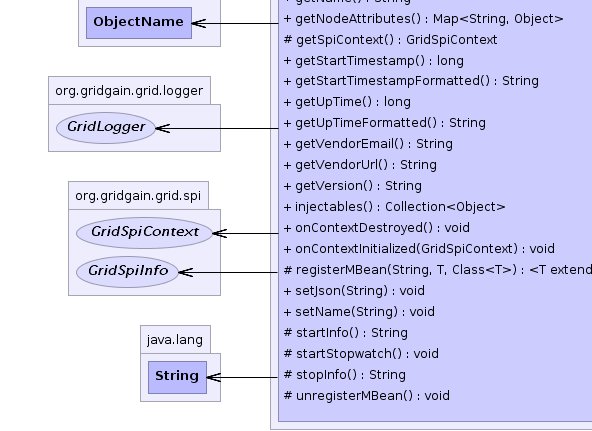 ObjectName
org.gridgain.grid.logger
GridLogger
org.gridgain.grid.spi
GridSpiContext
GridSpiInfo
java.lang
String
+ getName() : String
+ getNodeAttributes() : Map<String, Object>
# getSpiContext() : GridSpiContext
+ getStartTimestamp() : long
+ getStartTimestampFormatted() : String
+ getUpTime() : long
+ getUpTimeFormatted() : String
+ getVendorEmail() : String
+ getVendorUrl() : String
+ getVersion() : String
+ injectables() : Collection<Object>
+ onContextDestroyed() : void
+ onContextInitialized(GridSpiContext) : void
# registerMBean(String, T, Class<T>) : <T extend
+ setJson(String) : void
+ setName(String) : void
# startInfo() : String
# startStopwatch() : void
# stopInfo() : String
# unregisterMBean() : void